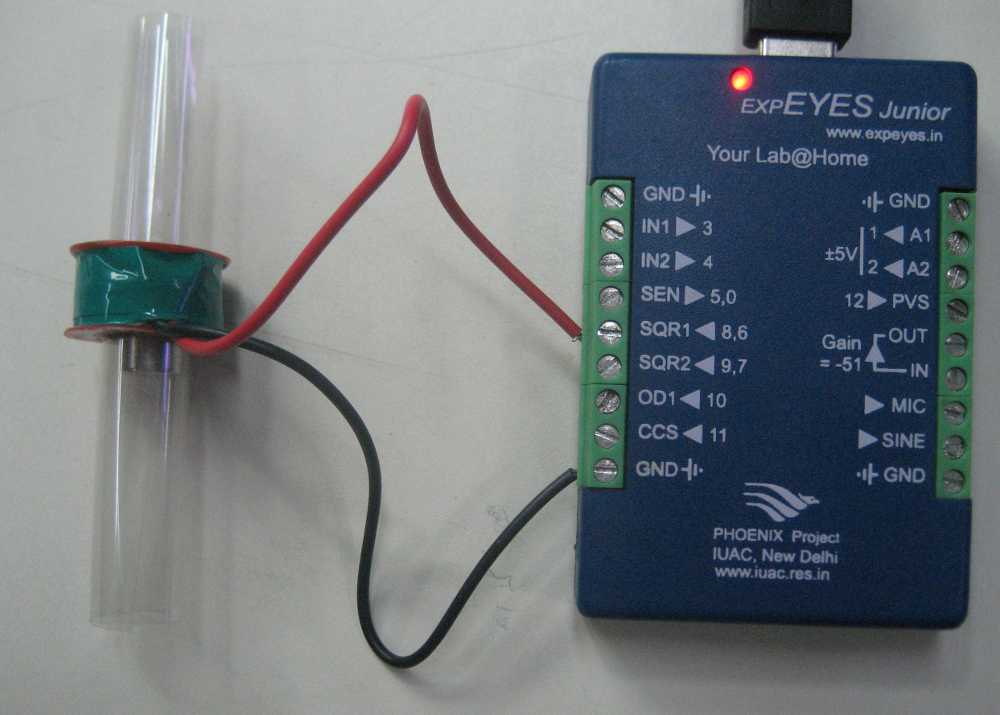 EXPEYES Junior
www.expeyes.in
Your Lab@Home
GND
IN1 3
IN2 4
SEN 5,0
SQR1 8,6
SQR2 9,7
OD1 10
CCS 11
GND
GND
1 A1
±5V
2 A2
12 PVS
OUT
Gain
= -51
IN
MIC
SINE
GND
PHOENIX Project
IUAC, New Delhi
www.iuac.res.in